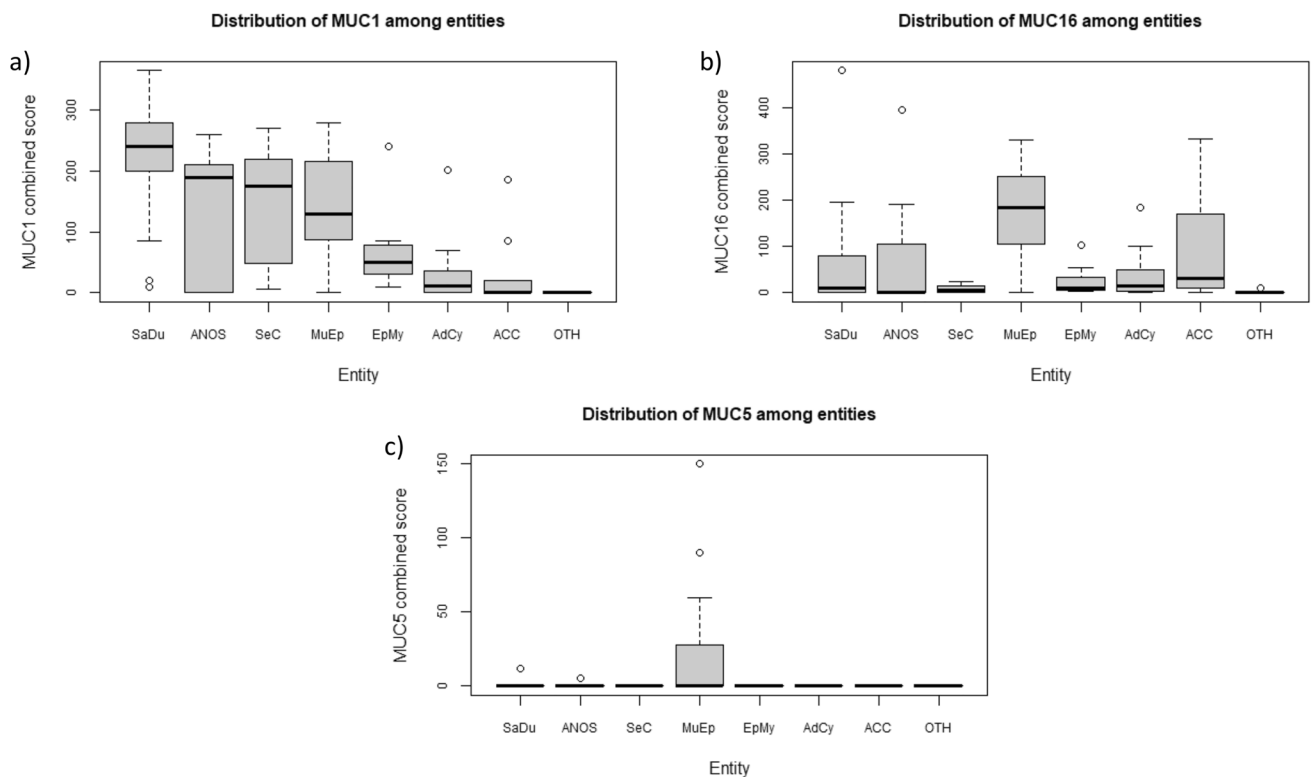 Distribution of MUC1 among entities
a)
MUC1 combined score
300
200
100
0
SaDu ANOS SeC MuEp EpMy AdCy ACC OTH
Entity
Distribution of MUC16 among entities
b)
MUC16 combined score
400
300
200
100
0
SaDu ANOS SeC MuEp EpMy AdCy ACC OTH
Entity
Distribution of MUC5 among entities
c)
MUC5 combined score
150
100
50
0
SaDu ANOS SeC MuEp EpMy AdCy ACC OTH
Entity